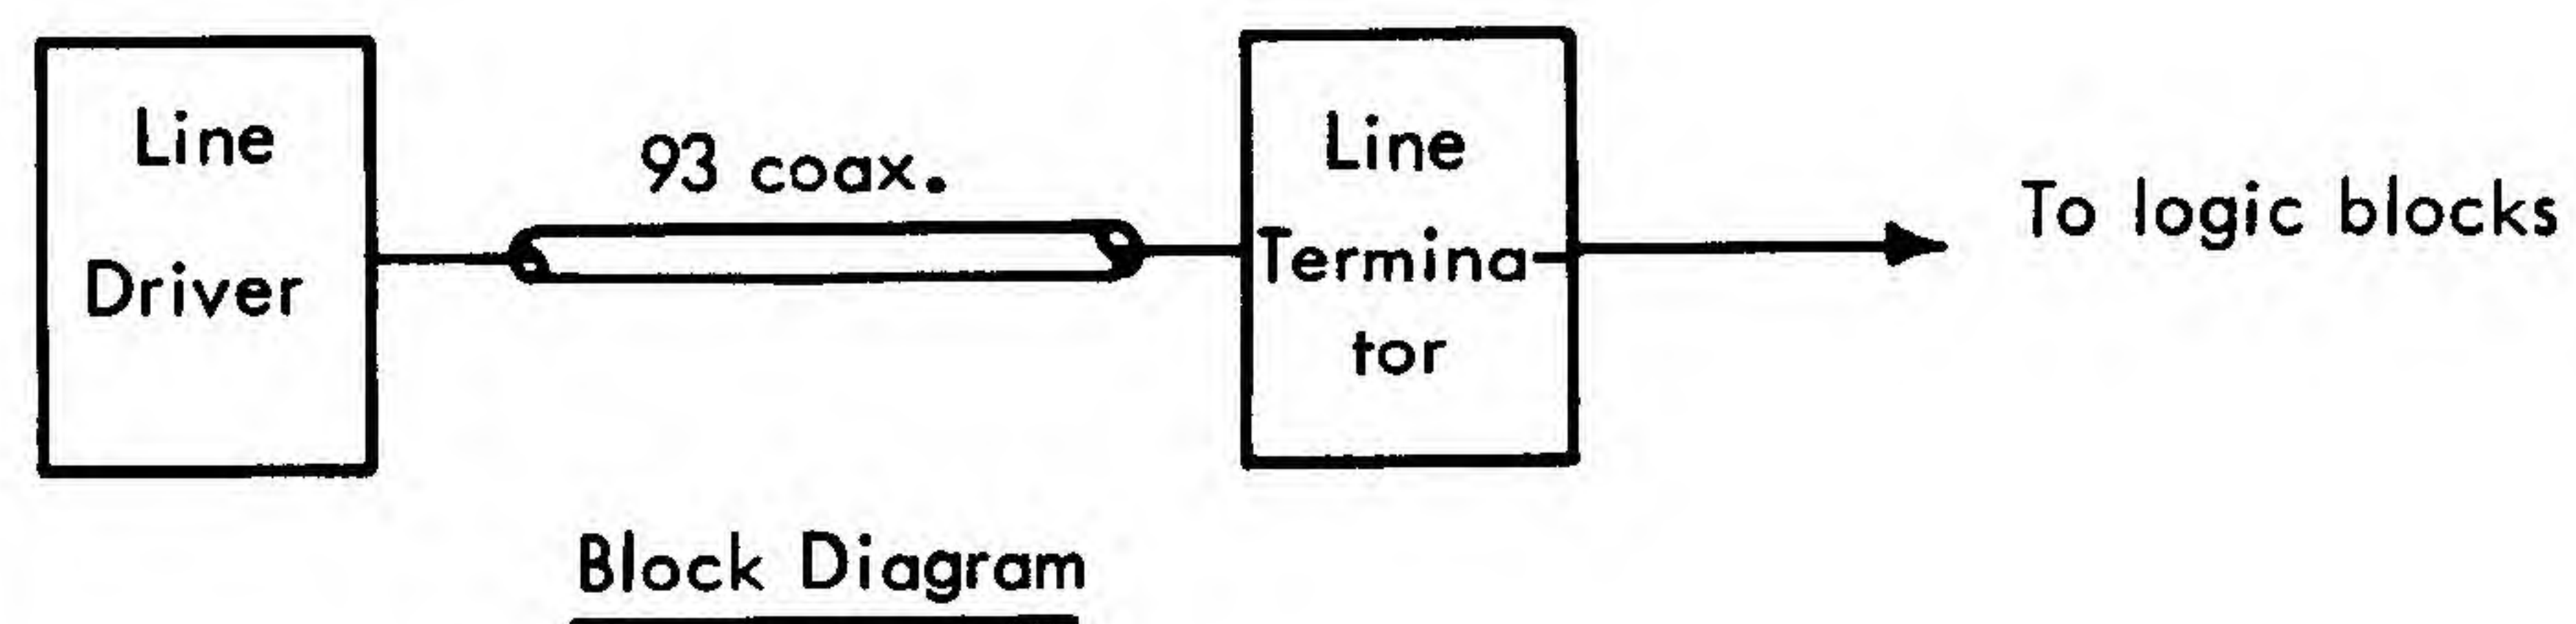 Line
Driver
93 coax.
Line
Termina-
tor
To logic blocks
Block Diagram